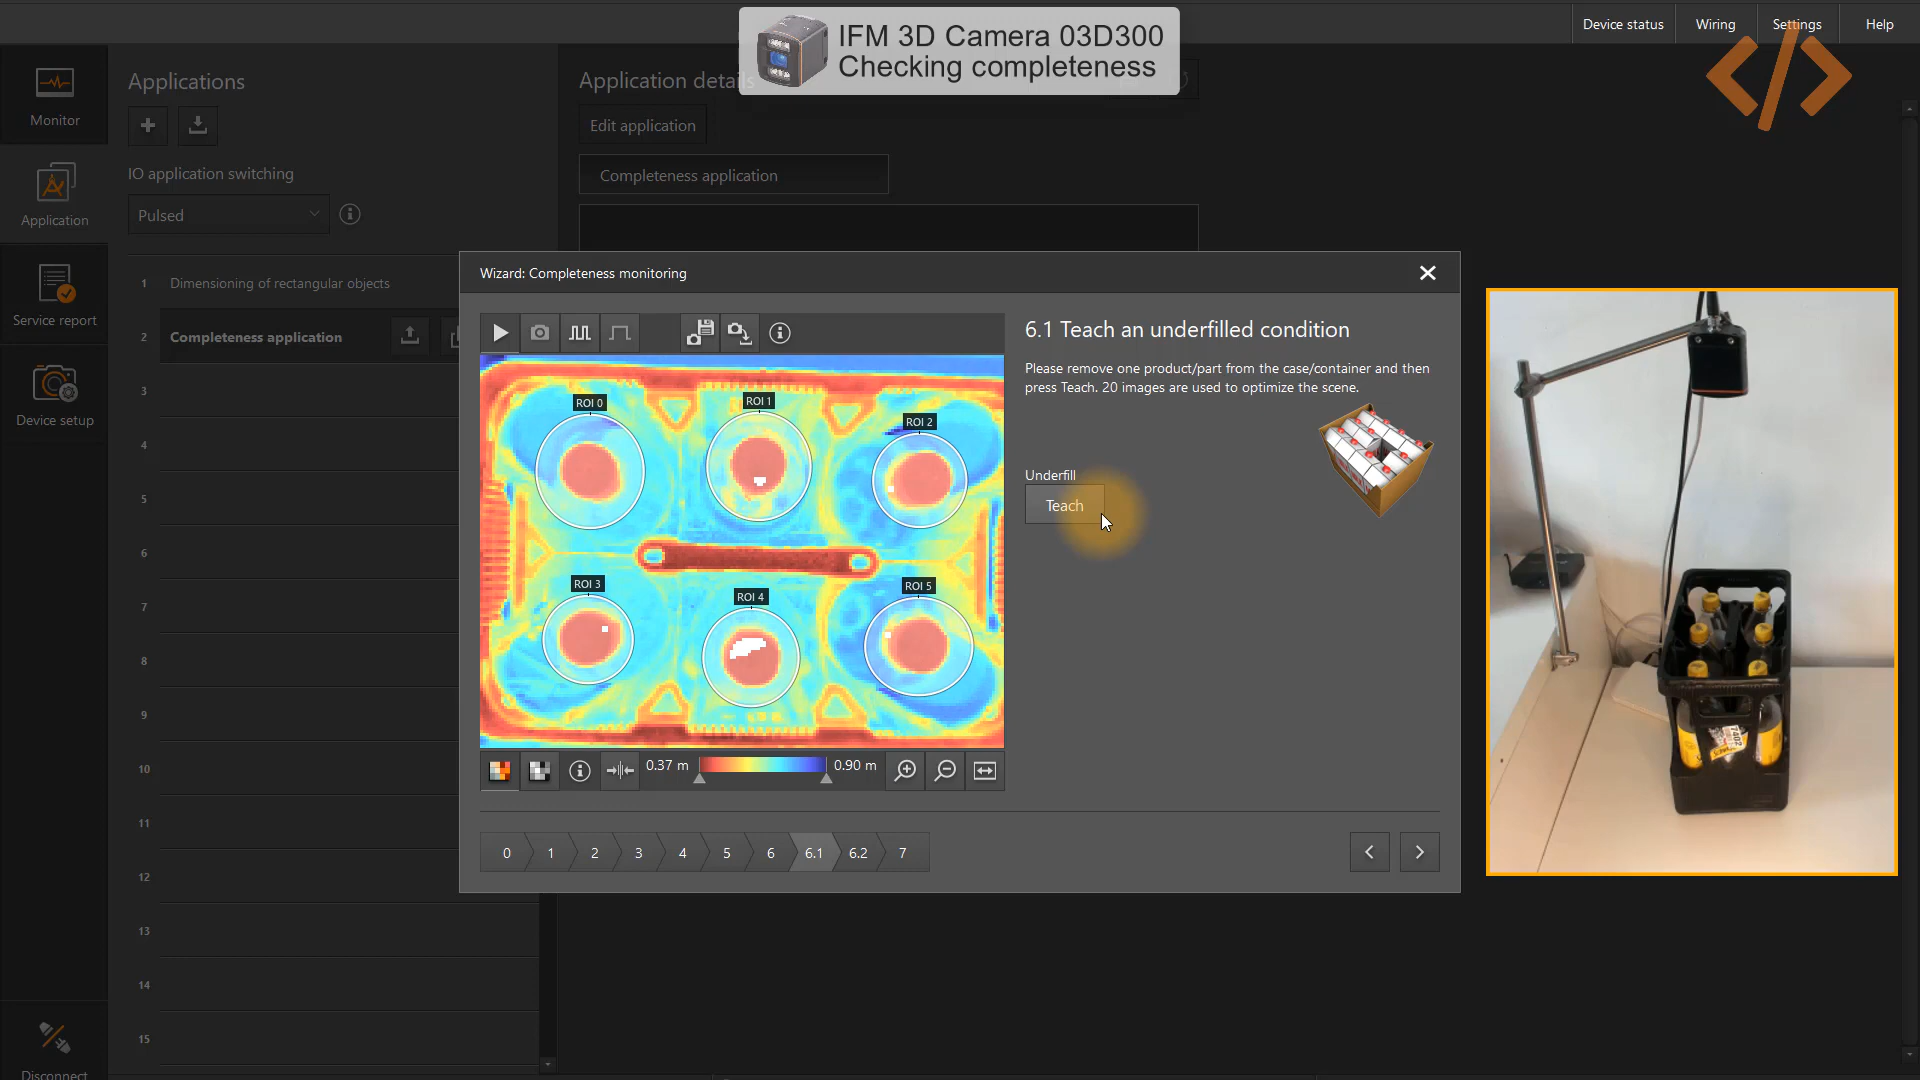 IFM 3D Camera 03D300
Checking completeness
Device status
Wiring
Settings
Help
Monitor
Application
Service report
Device setup
Applications
IO application switching
Pulsed
1 Dimensioning of rectangular objects
2 Completeness application
3
4
5
6
7
8
9
10
11
12
13
14
15
Application details
Edit application
Completeness application
Wizard: Completeness monitoring
ROI 0
ROI 1
ROI 2
ROI 3
ROI 4
ROI 5
0.37 m
0.90 m
6.1 Teach an underfilled condition
Please remove one product/part from the case/container and then
press Teach. 20 images are used to optimize the scene.
Underfill
Teach
0 1 2 3 4 5 6 6.1 6.2 7
Disconnect